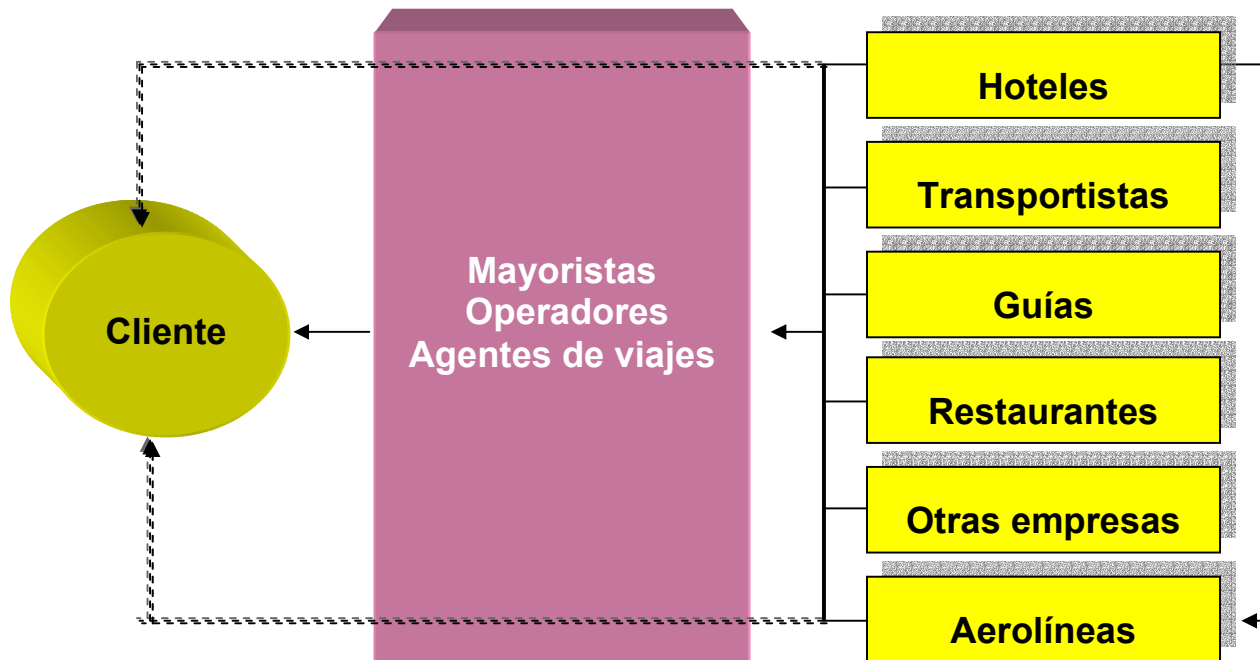 Cliente
Mayoristas
Operadores
Agentes de viajes
Hoteles
Transportistas
Guías
Restaurantes
Otras empresas
Aerolíneas